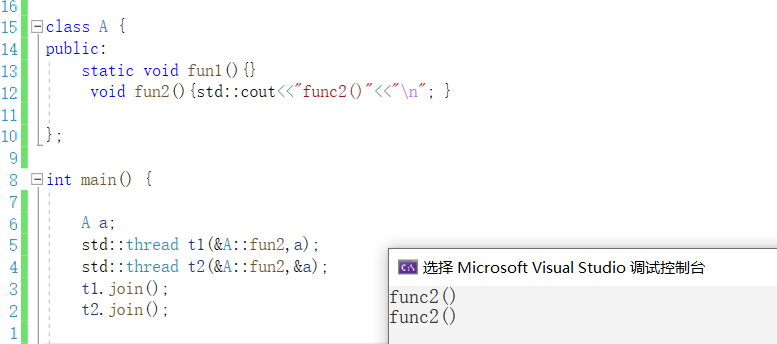 16
15 class A {
14 public:
13 static void fun1(){}
12 void fun2(){std::cout<<"func2()"<<"\n"; }
11
10 };
9
8 int main() {
7
6 A a;
5 std::thread t1(&A::fun2,a);
4 std::thread t2(&A::fun2,&a);
3 t1.join();
2 t2.join();
1
C:\ 选择 Microsoft Visual Studio 调试控制台
func2()
func2()